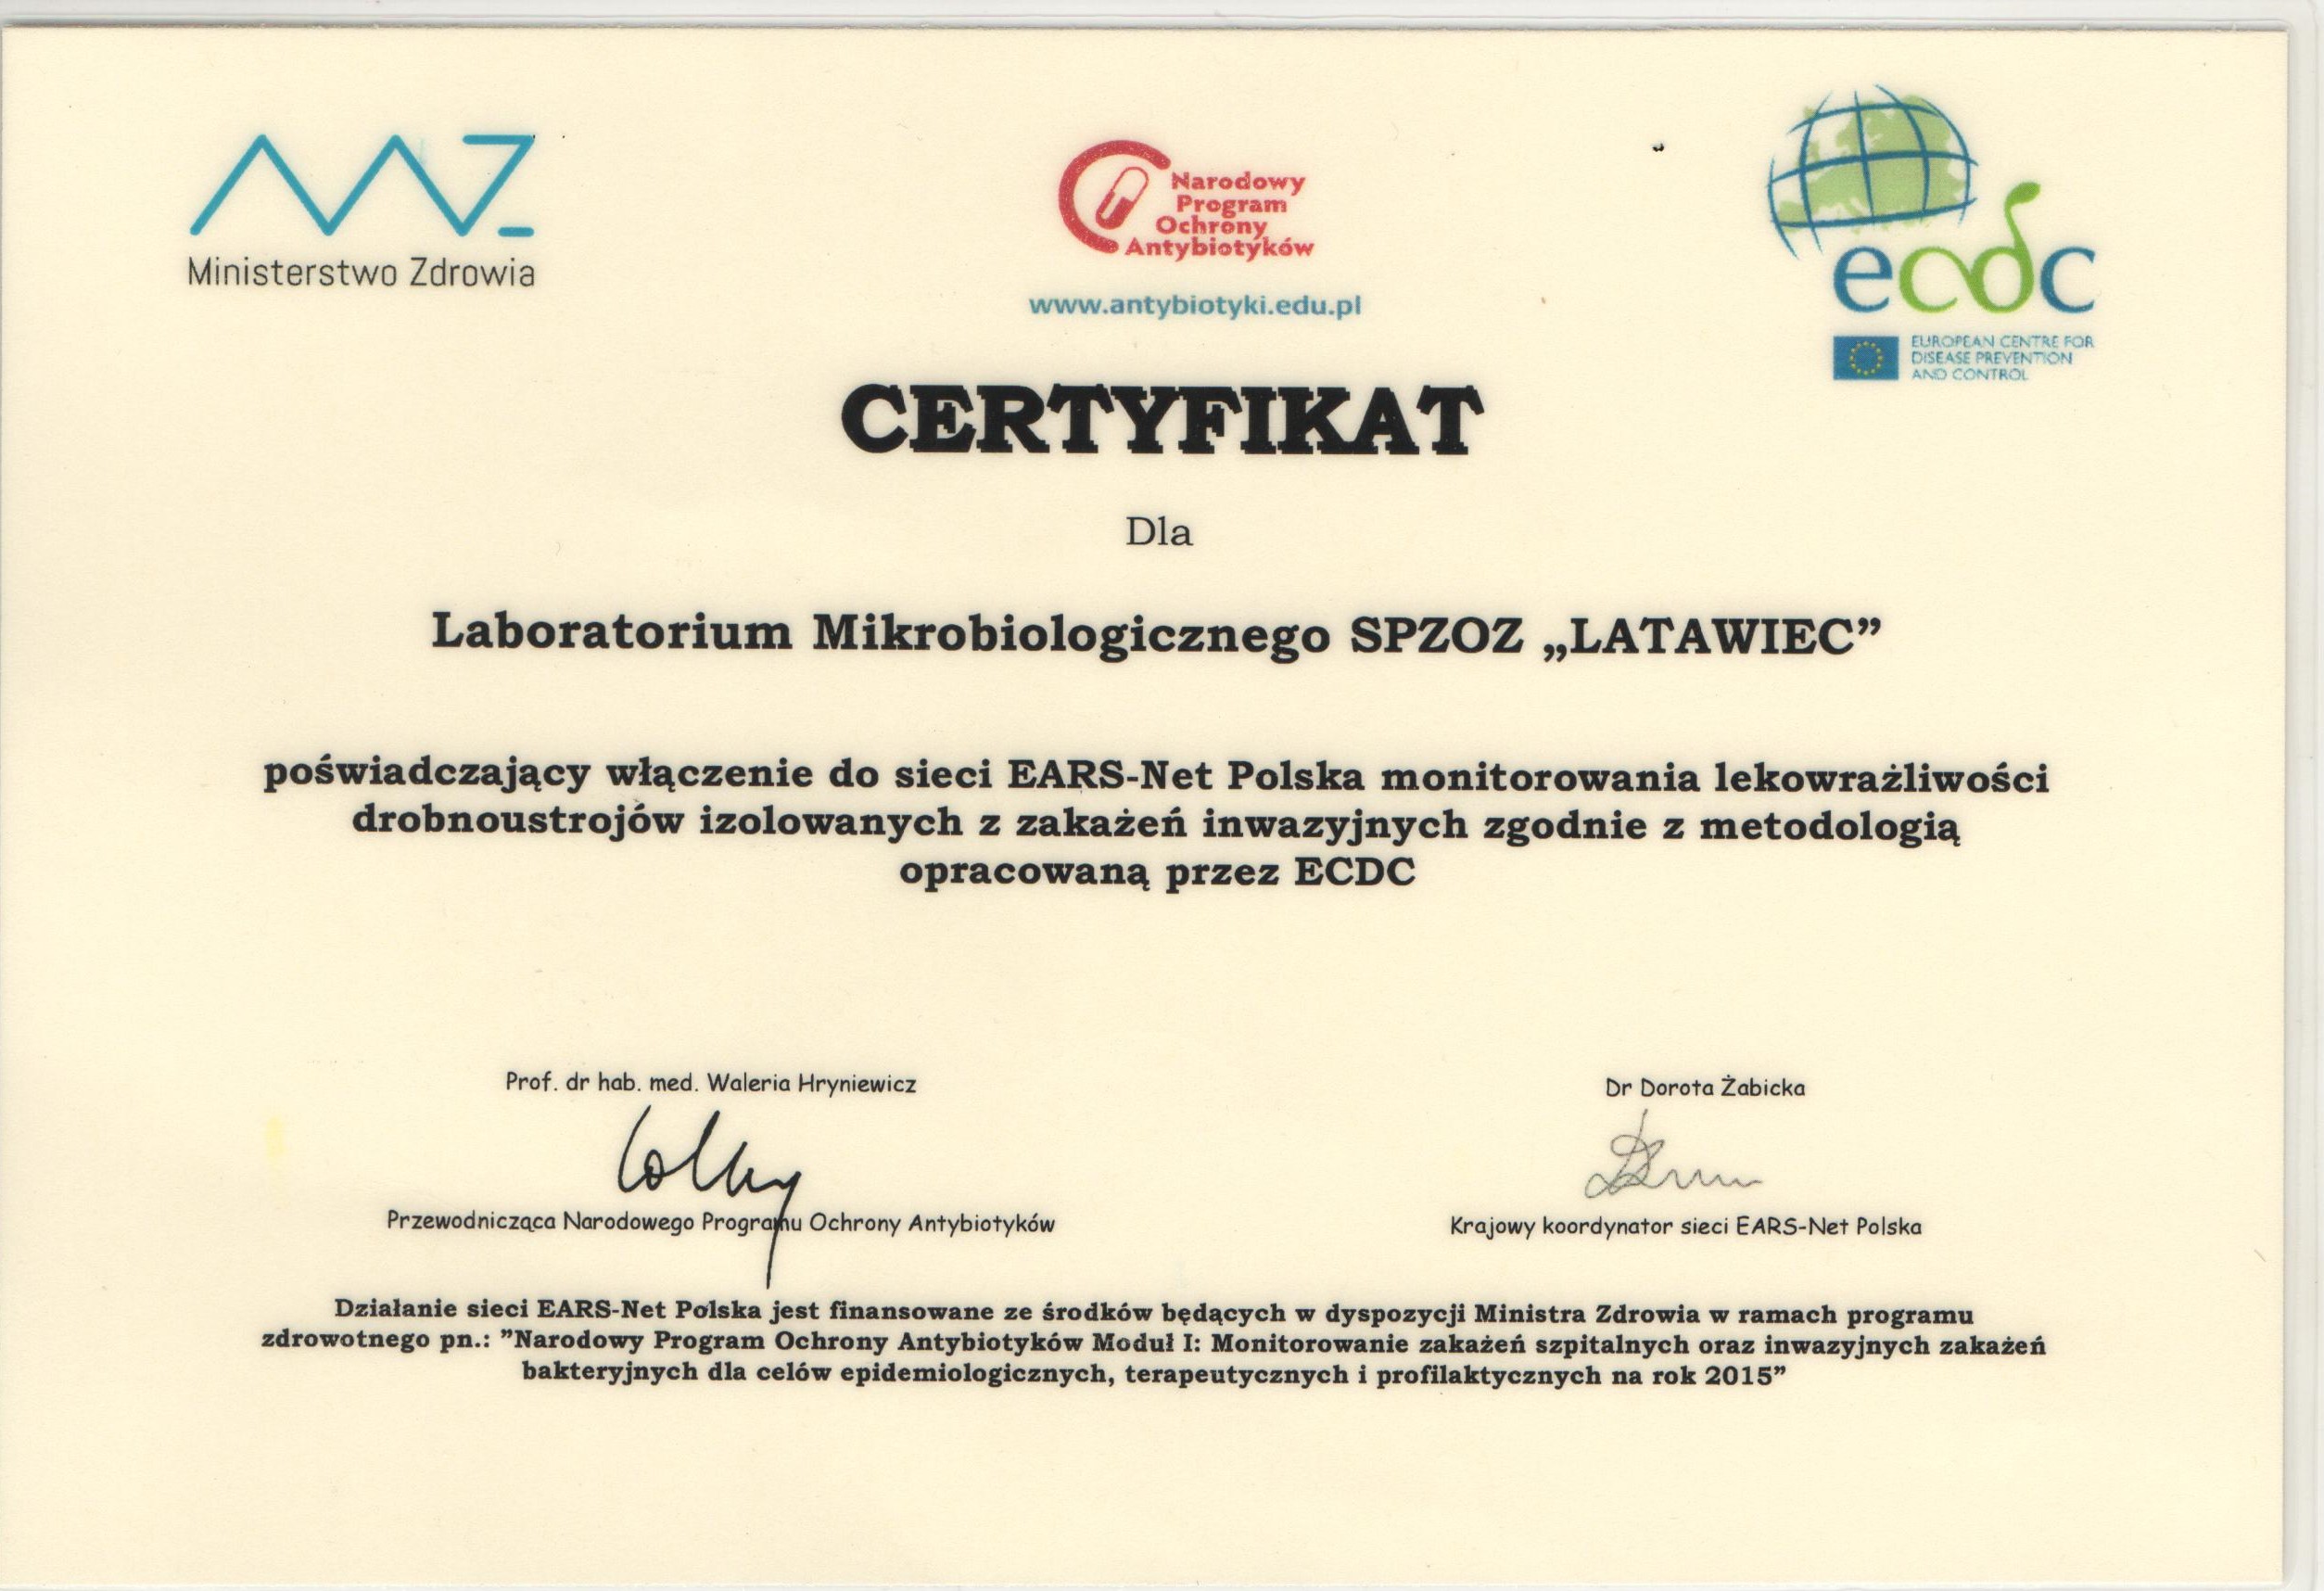 Ministerstwo Zdrowia
Narodowy
Program
Ochrony
Antybiotyków
www.antybiotyki.edu.pl
ecdc
EUROPEAN CENTRE FOR
DISEASE PREVENTION
AND CONTROL
CERTYFIKAT
Dla
Laboratorium Mikrobiologicznego SPZOZ „LATAWIEC”
poświadczający włączenie do sieci EARS-Net Polska monitorowania lekowrażliwości
drobnoustrojów izolowanych z zakażeń inwazyjnych zgodnie z metodologią
opracowaną przez ECDC
Prof. dr hab. med. Waleria Hryniewicz
Przewodnicząca Narodowego Programu Ochrony Antybiotyków
Dr Dorota Żabicka
Krajowy koordynator sieci EARS-Net Polska
Działanie sieci EARS-Net Polska jest finansowane ze środków będących w dyspozycji Ministra Zdrowia w ramach programu
zdrowotnego pn.: ”Narodowy Program Ochrony Antybiotyków Moduł I: Monitorowanie zakażeń szpitalnych oraz inwazyjnych zakażeń
bakteryjnych dla celów epidemiologicznych, terapeutycznych i profilaktycznych na rok 2015”